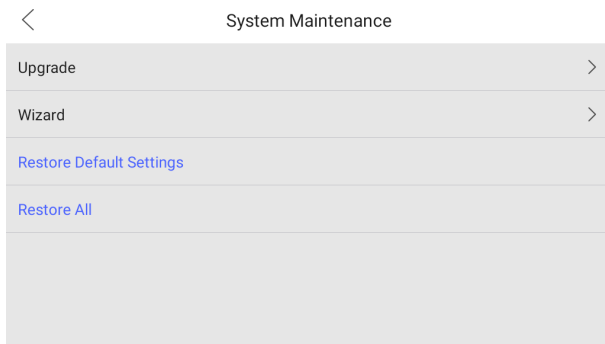 System Maintenance
Upgrade
Wizard
Restore Default Settings
Restore All